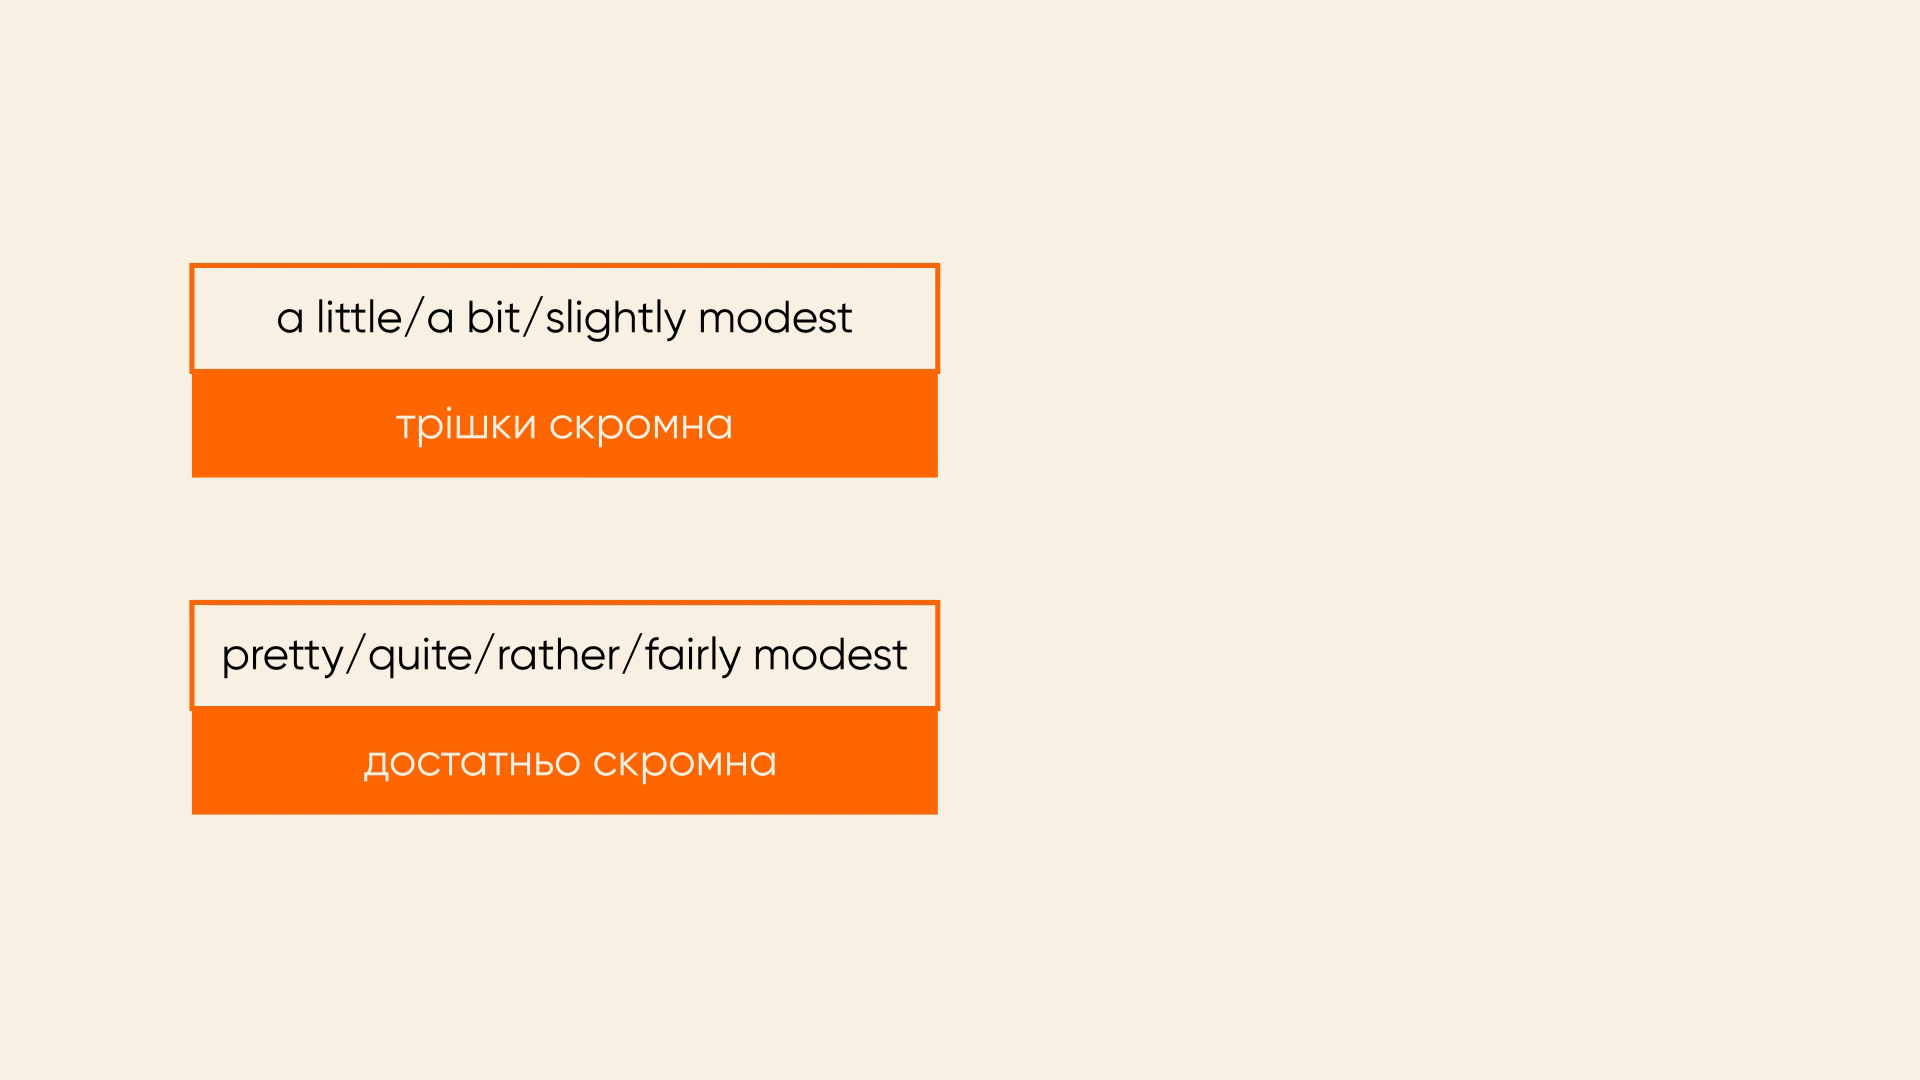 a little/a bit/slightly modest
трішки скромна
pretty/quite/rather/fairly modest
достатньо скромна